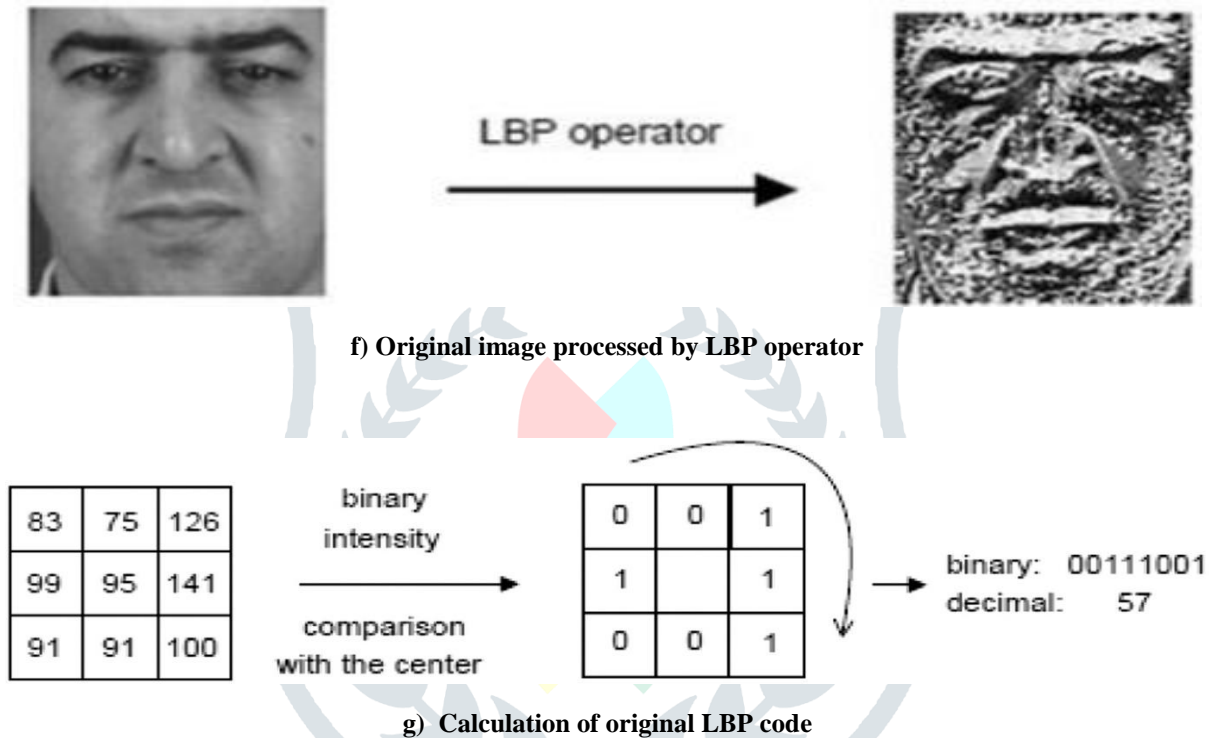 LBP operator
f) Original image processed by LBP operator
83 75 126
99 95 141
91 91 100
binary
intensity
comparison
with the center
0 0 1
1 1
0 0 1
binary: 00111001
decimal: 57
g) Calculation of original LBP code